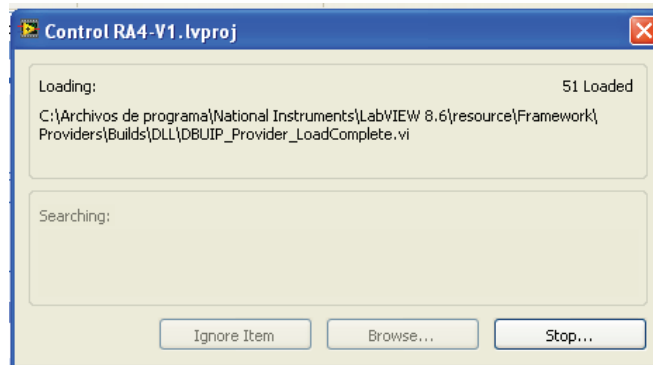 Control RA4-V1.lvproj
Loading: 51 Loaded
C:\Archivos de programa\National Instruments\LabVIEW 8.6\resource\Framework\
Providers\Builds\DLL\DBUIP_Provider_LoadComplete.vi
Searching:
Ignore Item Browse... Stop...